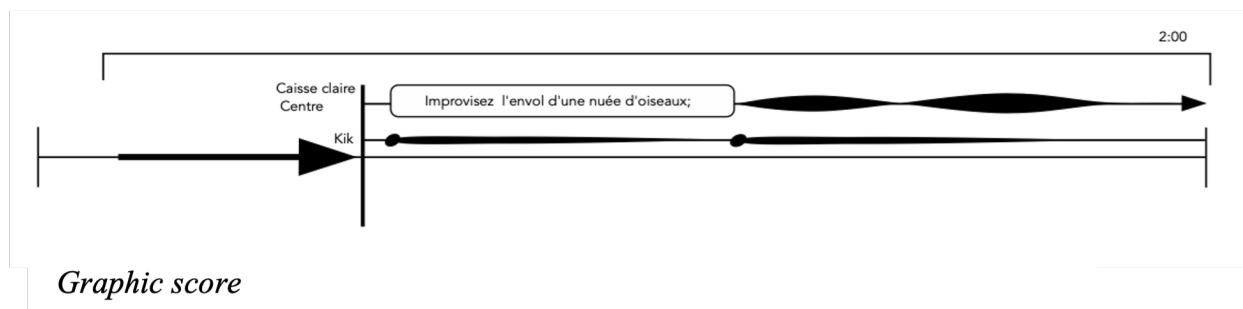 2:00
Caisse claire
Centre
Improvisez l'envol d'une nuée d'oiseaux;
Kik
Graphic score